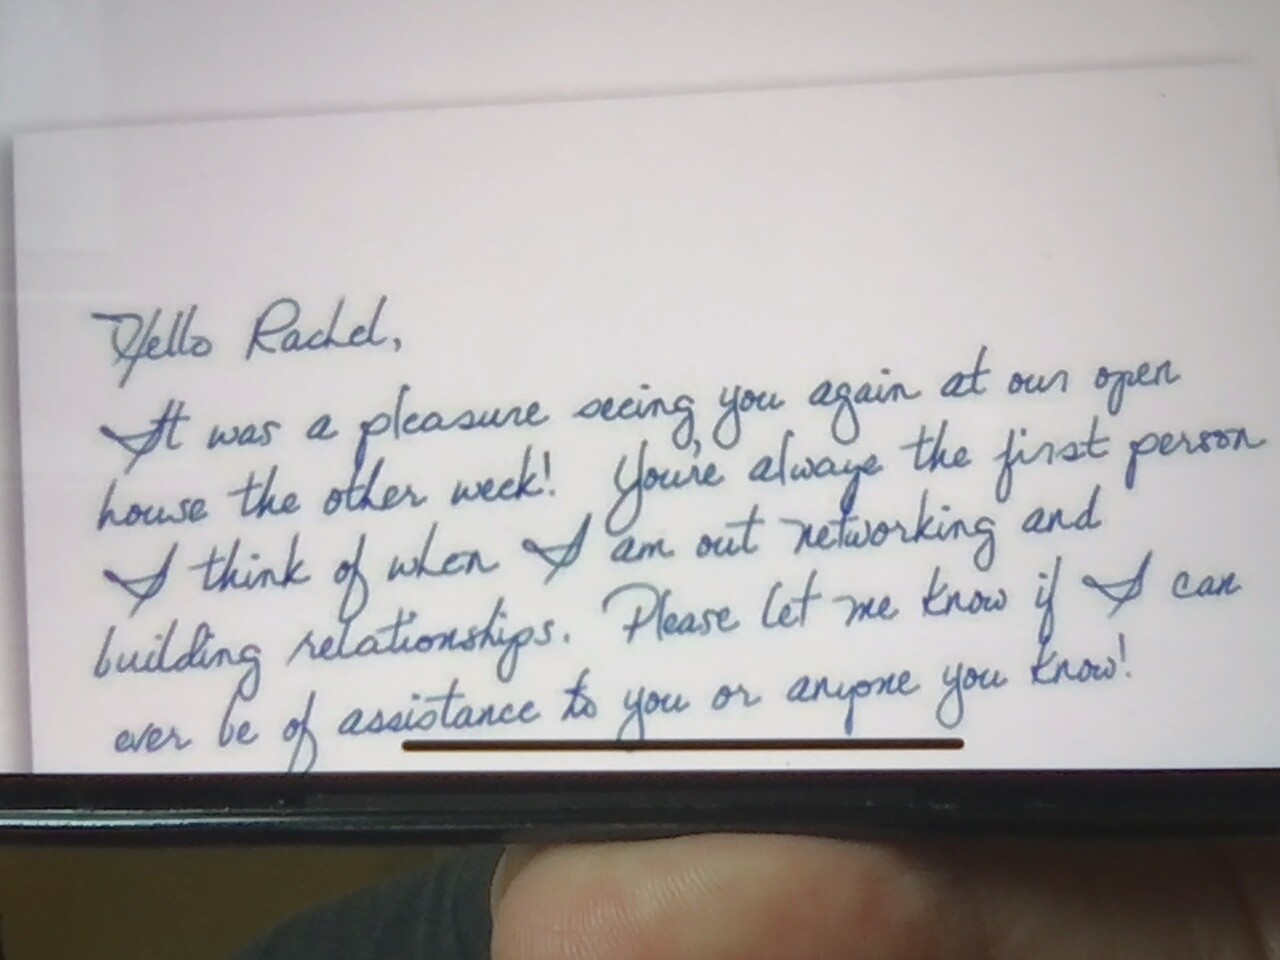 Hello Rachel,
It was a pleasure seeing you again at our open
house the other week! You're always the first person
I think of when I am out networking and
building relationships. Please let me know if I can
ever be of assistance to you or anyone you know!